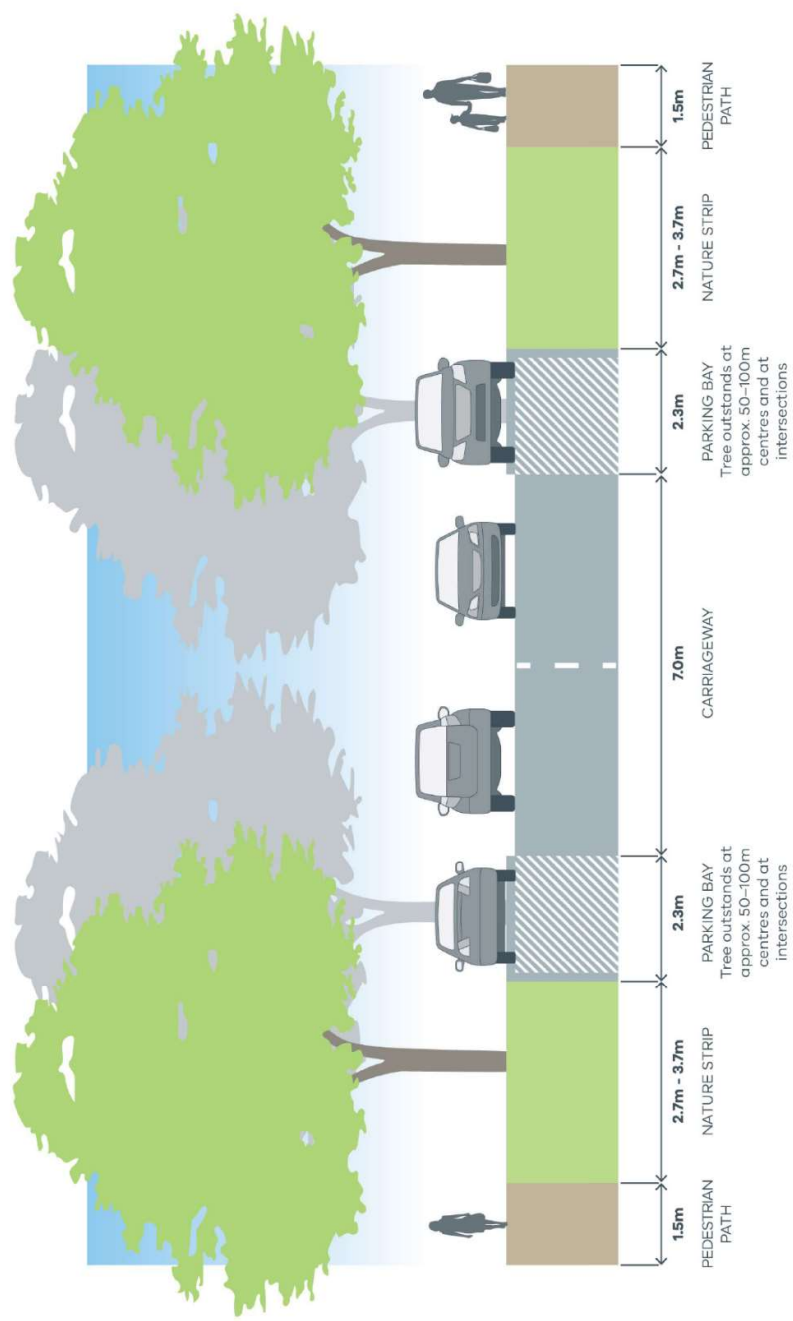 1.5m
PEDESTRIAN
PATH
2.7m - 3.7m
NATURE STRIP
2.3m
PARKING BAY
Tree outstands at
approx. 50–100m
centres and at
intersections
7.0m
CARRIAGEWAY
2.3m
PARKING BAY
Tree outstands at
approx. 50–100m
centres and at
intersections
2.7m - 3.7m
NATURE STRIP
1.5m
PEDESTRIAN
PATH